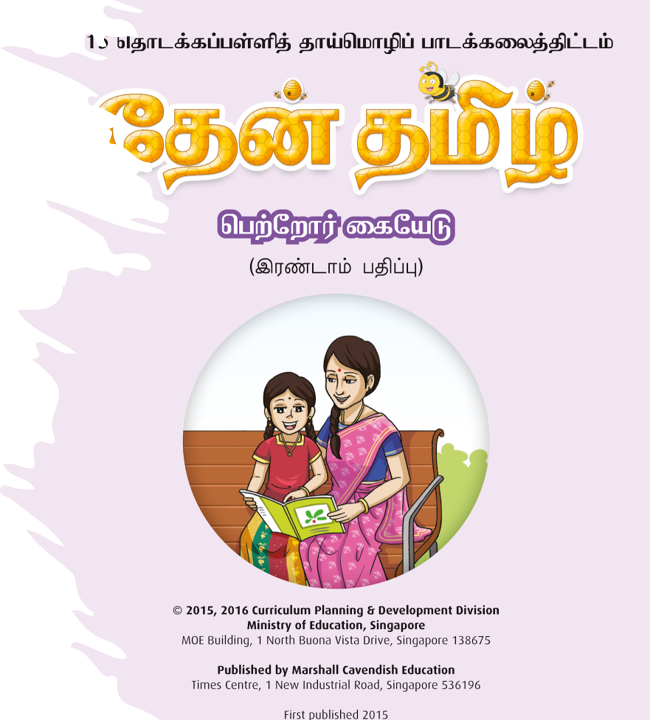 தொடக்கப்பள்ளித் தாய்மொழிப் பாடக்கலைத்திட்டம்
தேன் தமிழ்
பெற்றோர் கையேடு
(இரண்டாம் பதிப்பு)
© 2015, 2016 Curriculum Planning & Development Division
Ministry of Education, Singapore
MOE Building, 1 North Buona Vista Drive, Singapore 138675
Published by Marshall Cavendish Education
Times Centre, 1 New Industrial Road, Singapore 536196
First published 2015